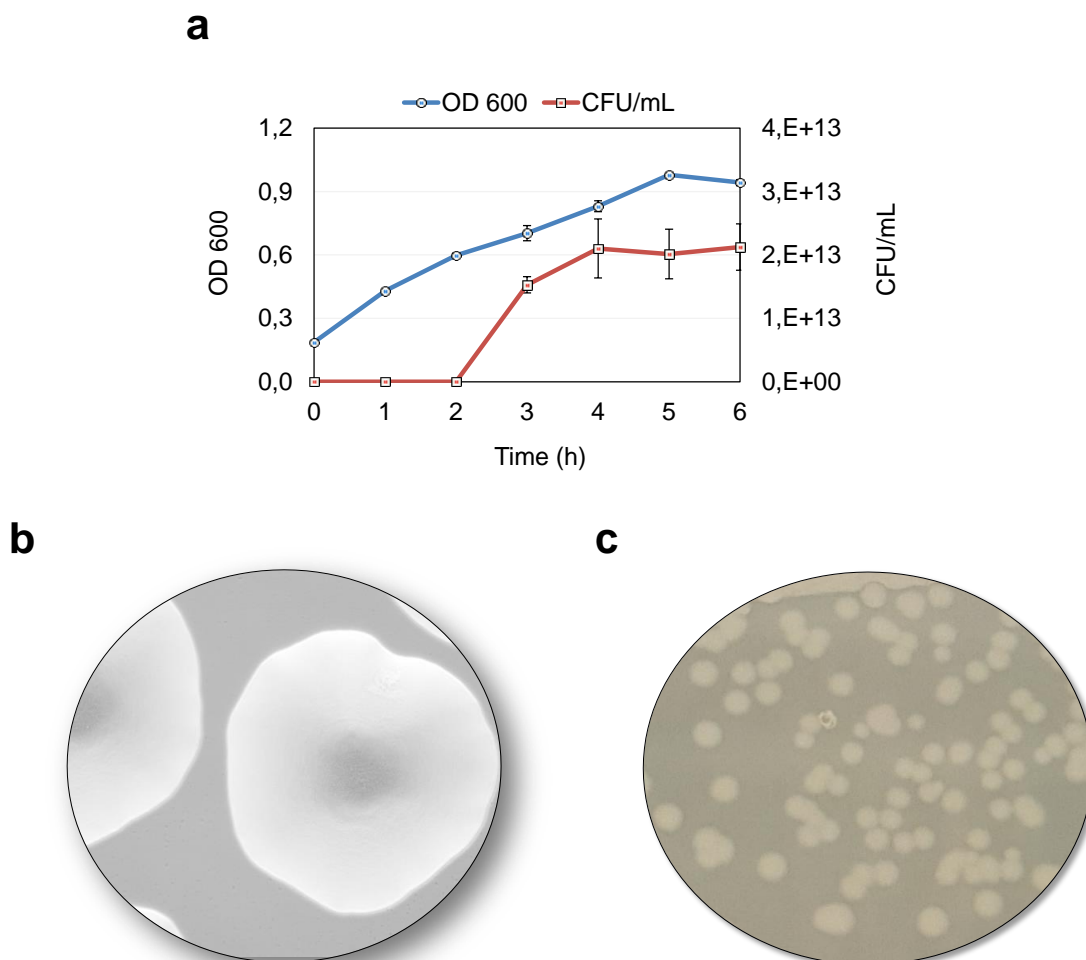 a
OD 600 CFU/mL
1,2 4,E+13
0,9 3,E+13
0,6 2,E+13
0,3 1,E+13
0,0 0,E+00
OD 600
CFU/mL
0 1 2 3 4 5 6
Time (h)
b c